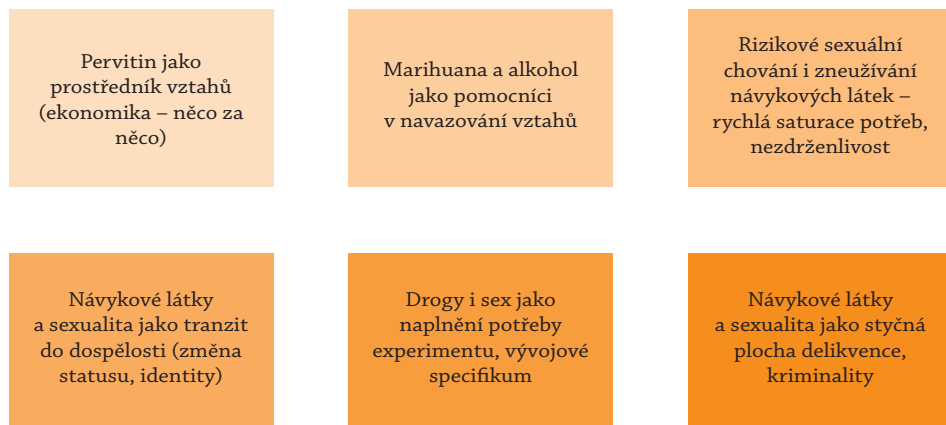 Pervitin jako
prostředník vztahů
(ekonomika – něco za
něco)
Marihuana a alkohol
jako pomocníci
v navazování vztahů
Rizikové sexuální
chování i zneužívání
návykových látek –
rychlá saturace potřeb,
nezdrženlivost
Návykové látky
a sexualita jako tranzit
do dospělosti (změna
statusu, identity)
Drogy i sex jako
naplnění potřeby
experimentu, vývojové
specifikum
Návykové látky
a sexualita jako styčná
plocha delikvence,
kriminality